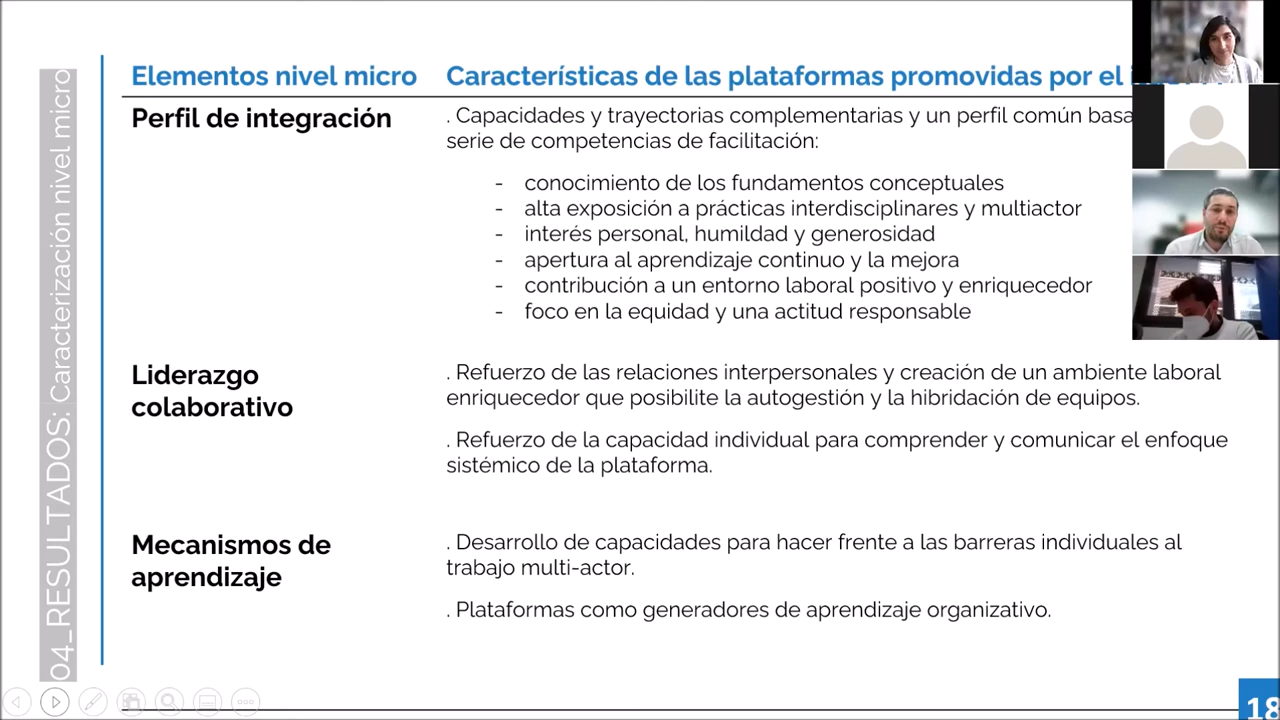 04_RESULTADOS: Caracterización nivel micro
Elementos nivel micro
Características de las plataformas promovidas por el
Perfil de integración
. Capacidades y trayectorias complementarias y un perfil común
serie de competencias de facilitación:
- conocimiento de los fundamentos conceptuales
- alta exposición a prácticas interdisciplinares y multiactor
- interés personal, humildad y generosidad
- apertura al aprendizaje continuo y la mejora
- contribución a un entorno laboral positivo y enriquecedor
- foco en la equidad y una actitud responsable
Liderazgo
colaborativo
. Refuerzo de las relaciones interpersonales y creación de un ambiente laboral
enriquecedor que posibilite la autogestión y la hibridación de equipos.
. Refuerzo de la capacidad individual para comprender y comunicar el enfoque
sistémico de la plataforma.
Mecanismos de
aprendizaje
. Desarrollo de capacidades para hacer frente a las barreras individuales al
trabajo multi-actor.
. Plataformas como generadores de aprendizaje organizativo.
18